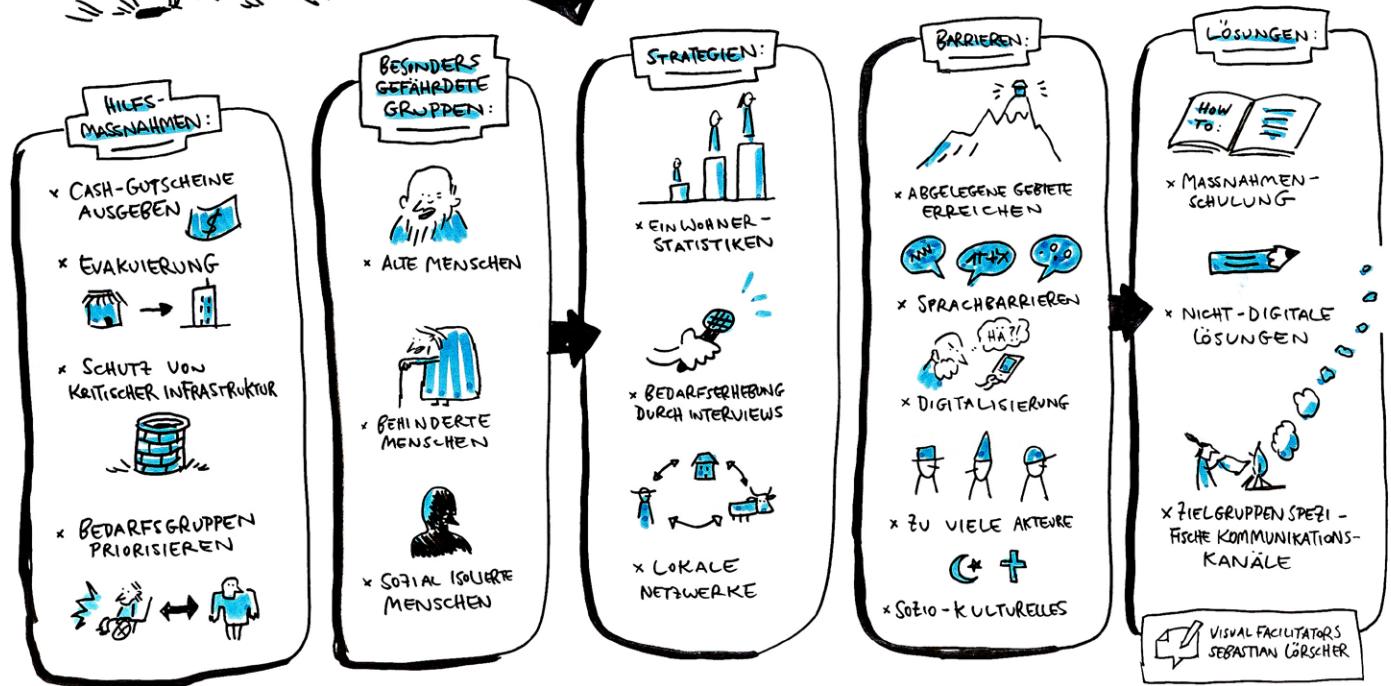 HILFS-
MASSNAHMEN:
× CASH-GUTSCHEINE
AUSGEBEN
$
× EVAKUIERUNG
× SCHUTZ VON
KRITISCHER INFRASTRUKTUR
× BEDARFSGRUPPEN
PRIORISIEREN
BESONDERS
GEFÄHRDETE
GRUPPEN:
× ALTE MENSCHEN
× BEHINDERTE
MENSCHEN
× SOZIAL ISOLIERTE
MENSCHEN
STRATEGIEN:
× EINWOHNER-
STATISTIKEN
× BEDARFSERHEBUNG
DURCH INTERVIEWS
× LOKALE
NETZWERKE
BARRIEREN:
× ABGELEGENE GEBIETE
ERREICHEN
× SPRACHBARRIEREN
HÄ?!
× DIGITALISIERUNG
× ZU VIELE AKTEURE
× SOZIO-KULTURELLES
LÖSUNGEN:
HOW
TO:
× MASSNAHMEN-
SCHULUNG
× NICHT-DIGITALE
LÖSUNGEN
× ZIELGRUPPENSPEZI-
FISCHE KOMMUNIKATIONS-
KANÄLE
VISUAL FACILITATORS
SEBASTIAN LÖRSCHER